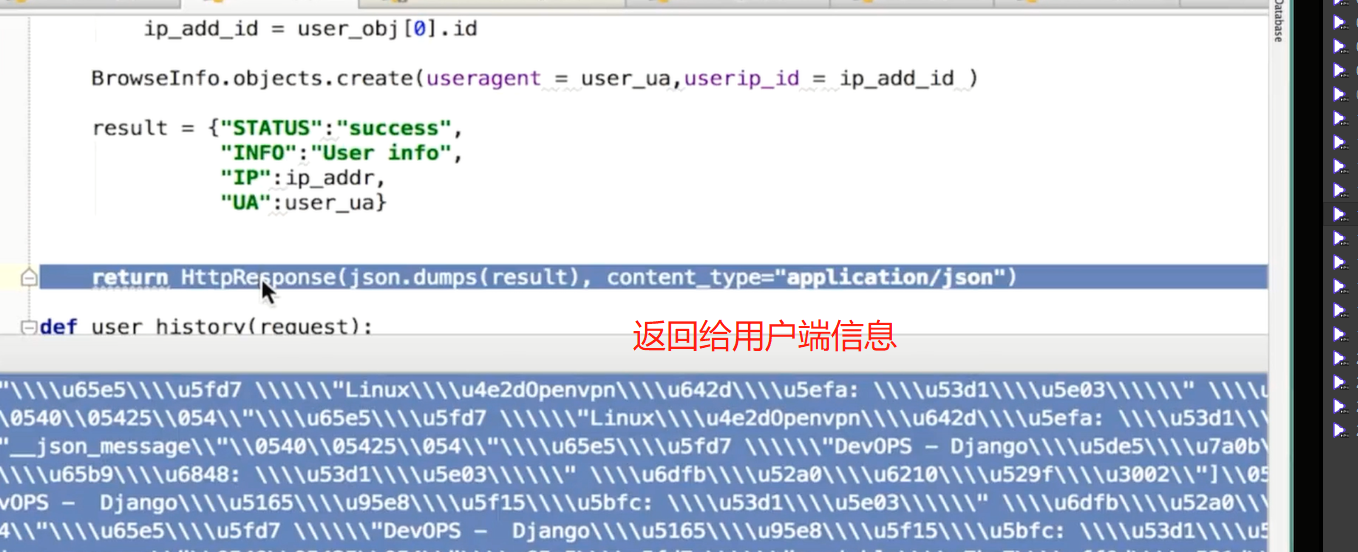 ip_add_id = user_obj[0].id
Database
BrowseInfo.objects.create(useragent = user_ua,userip_id = ip_add_id )
result = {"STATUS":"success",
"INFO":"User info",
"IP":ip_addr,
"UA":user_ua}
return HttpResponse(json.dumps(result), content_type="application/json")
def user_history(request):
返回给用户端信息
"\\\\u65e5\\\\u5fd7 \\\\\\"Linux\\\\u4e2dOpenvpn\\\\u642d\\\\u5efa: \\\\u53d1\\\\u5e03\\\\\\" \\\\u
\0540\\05425\\054\\"\\\\u65e5\\\\u5fd7 \\\\\\"Linux\\\\u4e2dOpenvpn\\\\u642d\\\\u5efa: \\\\u53d1\\\\
"__json_message\\"\\0540\\05425\\054\\"\\\\u65e5\\\\u5fd7 \\\\\\"DevOPS – Django\\\\u5de5\\\\u7a0b\
\\\\u65b9\\\\u6848: \\\\u53d1\\\\u5e03\\\\\\" \\\\u6dfb\\\\u52a0\\\\u6210\\\\u529f\\\\u3002\\"]\\05
vOPS –  Django\\\\u5165\\\\u95e8\\\\u5f15\\\\u5bfc: \\\\u53d1\\\\u5e03\\\\\\" \\\\u6dfb\\\\u52a0\\\\
4\\"\\\\u65e5\\\\u5fd7 \\\\\\"DevOPS –  Django\\\\u5165\\\\u95e8\\\\u5f15\\\\u5bfc: \\\\u53d1\\\\u5